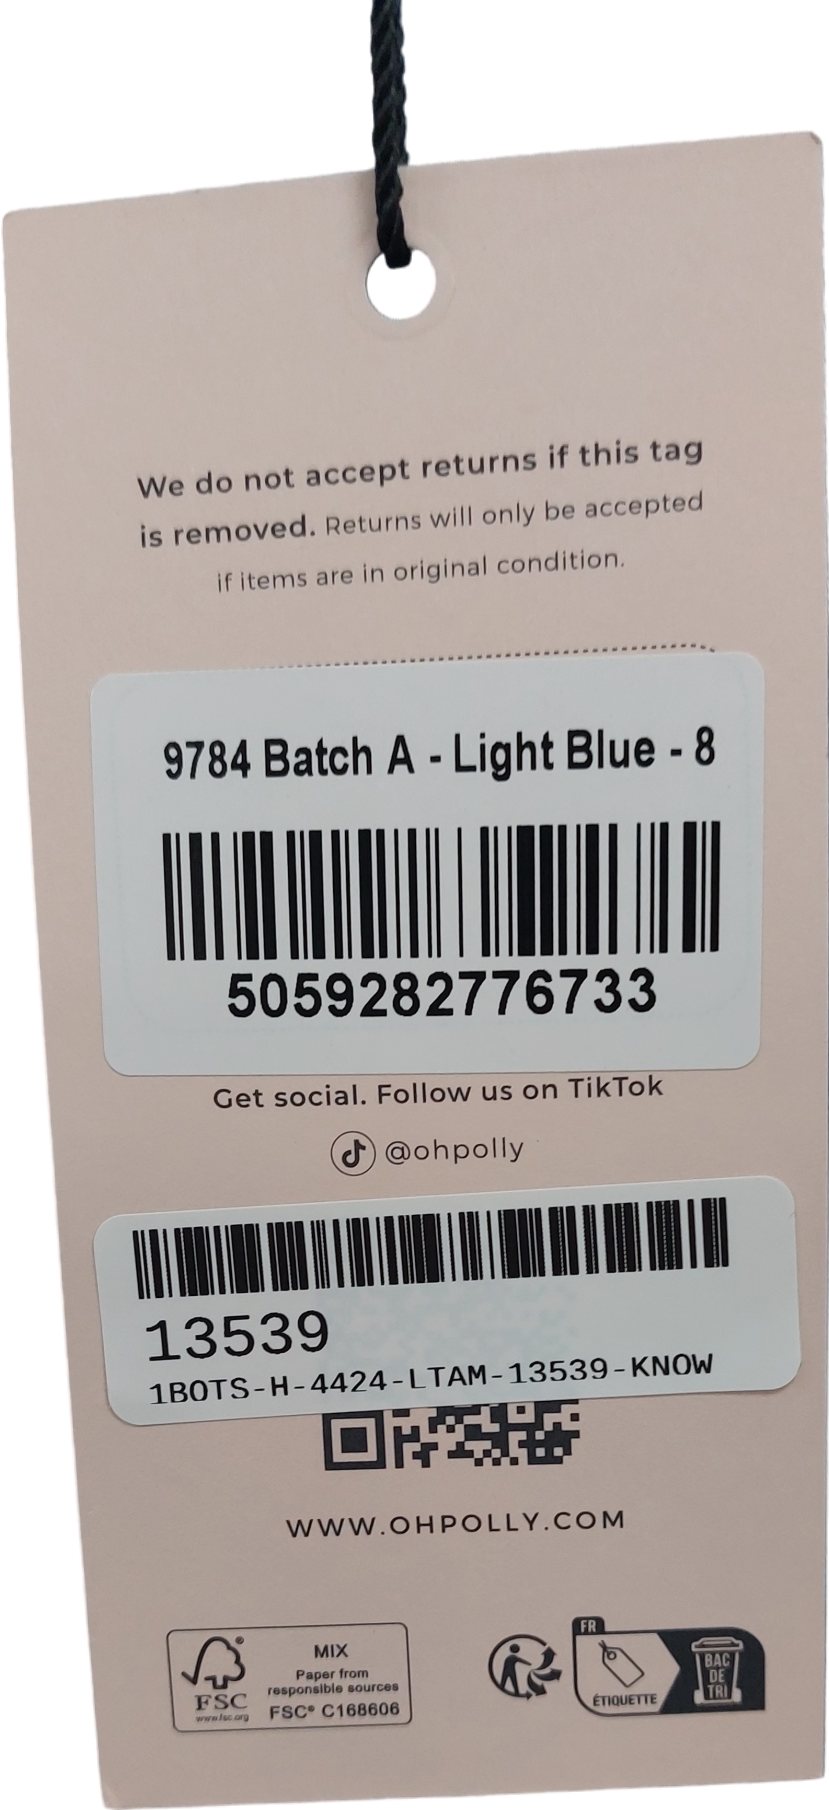 We do not accept returns if this tag
is removed. Returns will only be accepted
if items are in original condition.
9784 Batch A - Light Blue - 8
5059282776733
Get social. Follow us on TikTok
@ohpolly
13539
1BOTS-H-4424-LTAM-13539-KNOW
WWW.OHPOLLY.COM
FSC
www.fsc.org
MIX
Paper from
responsible sources
FSC® C168606
FR
ÉTIQUETTE
BAC
DE
TRI